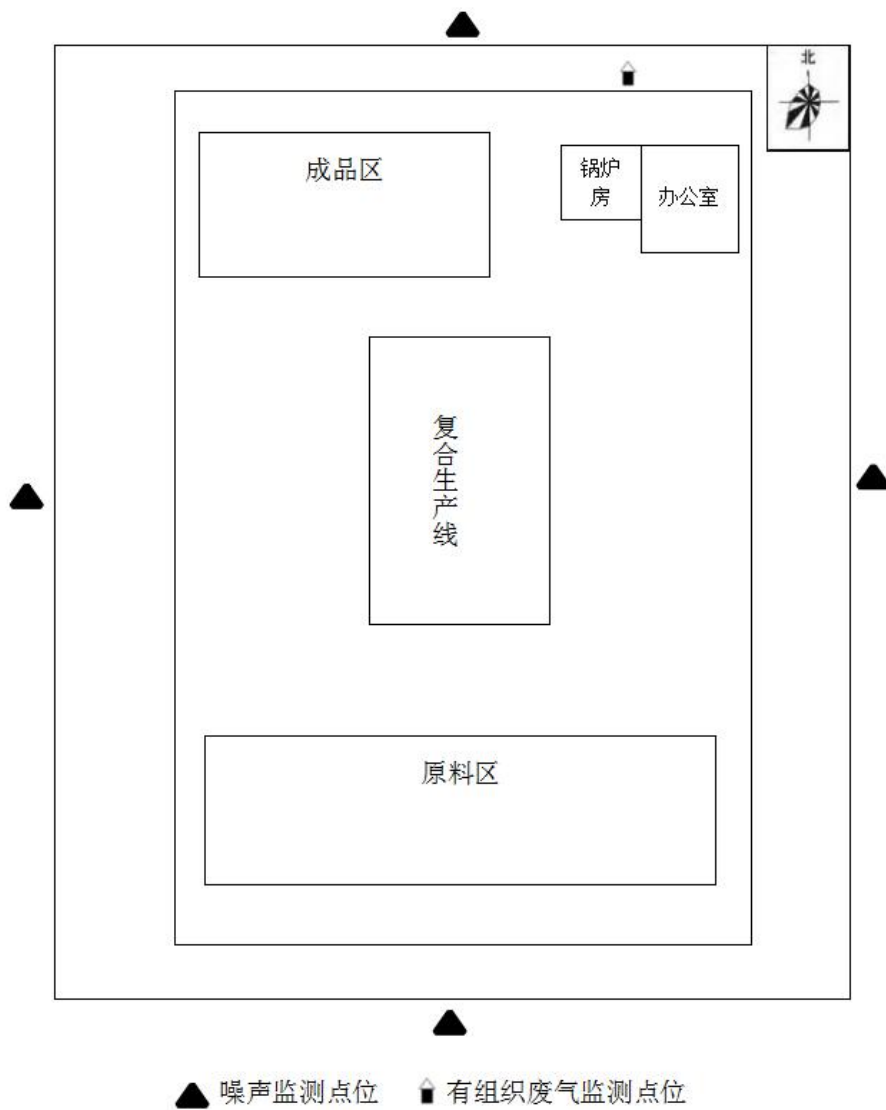 北
成品区
锅炉
房
办公室
复合生产线
原料区
噪声监测点位
有组织废气监测点位